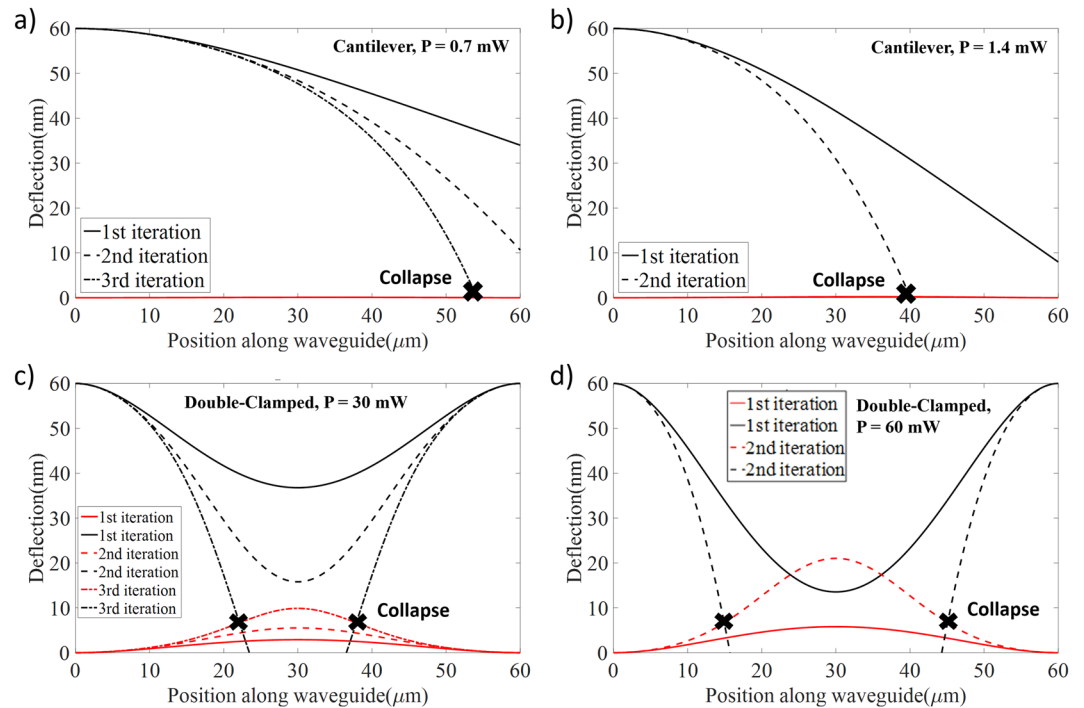 a)
Cantilever, P = 0.7 mW
Deflection(nm)
60
50
40
30
20
10
0
1st iteration
2nd iteration
3rd iteration
Collapse
0 10 20 30 40 50 60
Position along waveguide(μm)
b)
Cantilever, P = 1.4 mW
Deflection(nm)
60
50
40
30
20
10
0
1st iteration
2nd iteration
Collapse
0 10 20 30 40 50 60
Position along waveguide(μm)
c)
Double-Clamped, P = 30 mW
Deflection(nm)
60
50
40
30
20
10
0
1st iteration
1st iteration
2nd iteration
2nd iteration
3rd iteration
3rd iteration
Collapse
0 10 20 30 40 50 60
Position along waveguide(μm)
d)
Double-Clamped,
P = 60 mW
Deflection(nm)
60
50
40
30
20
10
0
1st iteration
1st iteration
2nd iteration
2nd iteration
Collapse
0 10 20 30 40 50 60
Position along waveguide(μm)